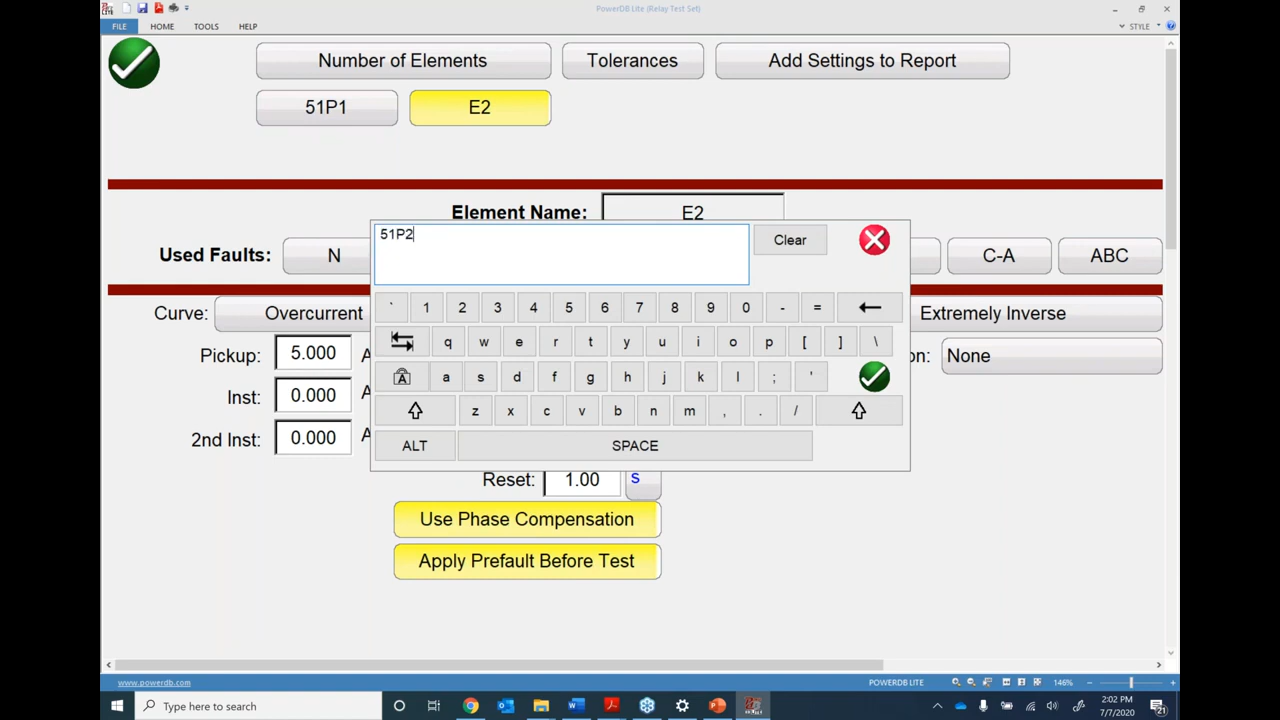 PowerDB Lite (Relay Test Set)
FILE HOME TOOLS HELP STYLE
Number of Elements Tolerances Add Settings to Report
51P1 E2
Element Name: E2
51P2 Clear
Used Faults: N C-A ABC
` 1 2 3 4 5 6 7 8 9 0 - =
Curve: Overcurrent Extremely Inverse
q w e r t y u i o p [ ] \
Pickup: 5.000 A on: None
A a s d f g h j k l ; '
Inst: 0.000 A
z x c v b n m , . /
2nd Inst: 0.000 A
ALT SPACE
Reset: 1.00 s
Use Phase Compensation
Apply Prefault Before Test
www.powerdb.com POWERDB LITE 146%
Type here to search
2:02 PM
7/7/2020
21